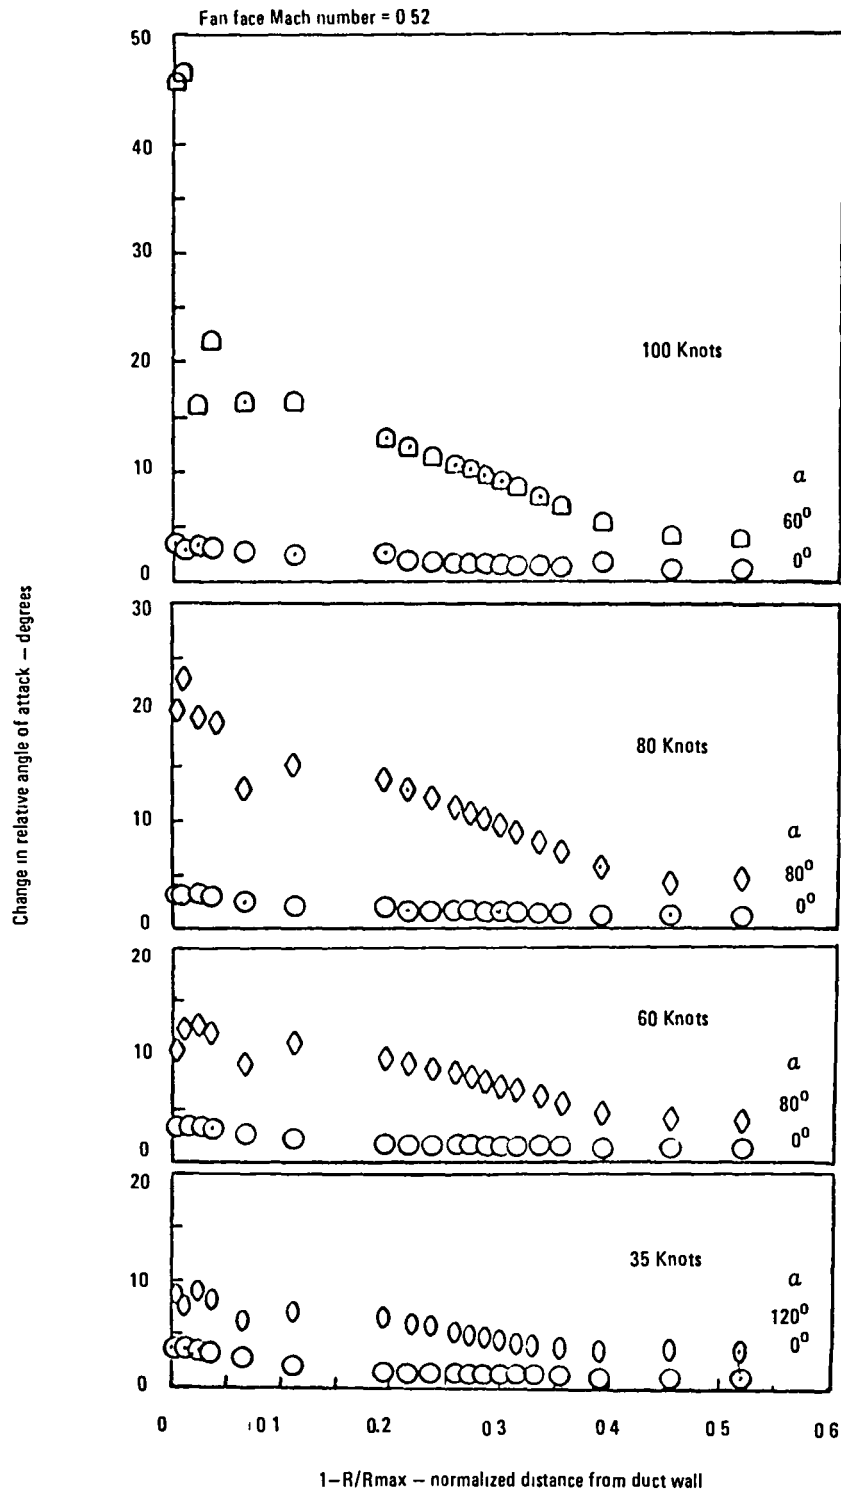 Fan face Mach number = 0 52
50
40
30
20
10
0
100 Knots
α
60⁰
0⁰
30
20
10
0
80 Knots
α
80⁰
0⁰
20
10
0
60 Knots
α
80⁰
0⁰
20
10
0
35 Knots
α
120⁰
0⁰
Change in relative angle of attack – degrees
0 0 1 0.2 0 3 0 4 0 5 0 6
1–R/Rmax – normalized distance from duct wall